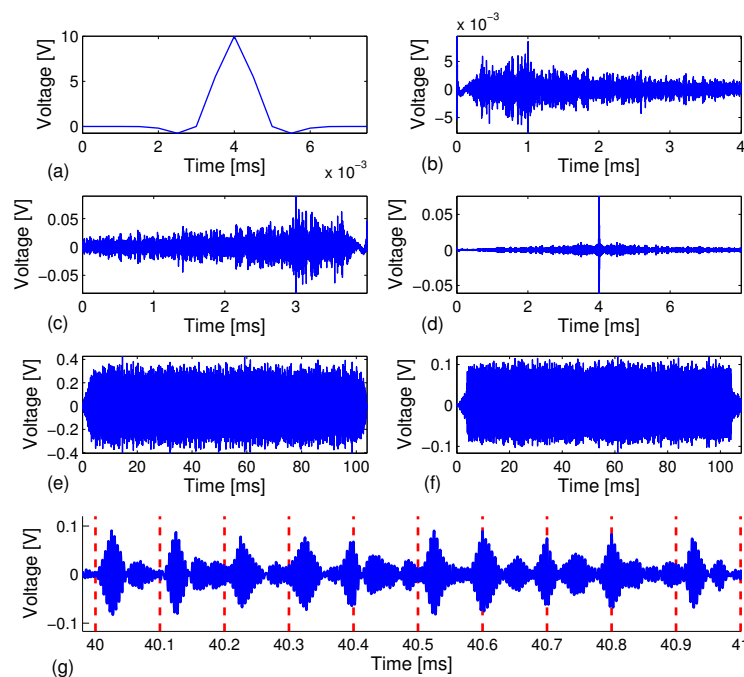 10
5
0
Voltage [V]
0 2 4 6
Time [ms]
x 10⁻³
(a)
x 10⁻³
5
0
−5
Voltage [V]
0 1 2 3 4
Time [ms]
(b)
0.05
0
−0.05
Voltage [V]
0 1 2 3
Time [ms]
(c)
0.05
0
−0.05
Voltage [V]
0 2 4 6
Time [ms]
(d)
0.4
0.2
0
−0.2
−0.4
Voltage [V]
0 20 40 60 80 100
Time [ms]
(e)
0.1
0
−0.1
Voltage [V]
0 20 40 60 80 100
Time [ms]
(f)
0.1
0
−0.1
Voltage [V]
40 40.1 40.2 40.3 40.4 40.5 40.6 40.7 40.8 40.9 41
Time [ms]
(g)